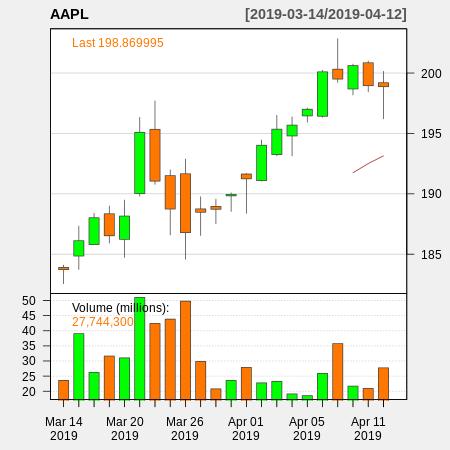 AAPL [2019-03-14/2019-04-12]
Last 198.869995
200
195
190
185
Volume (millions):
27,744,300
50
45
40
35
30
25
20
Mar 14 Mar 20 Mar 26 Apr 01 Apr 05 Apr 11
2019 2019 2019 2019 2019 2019